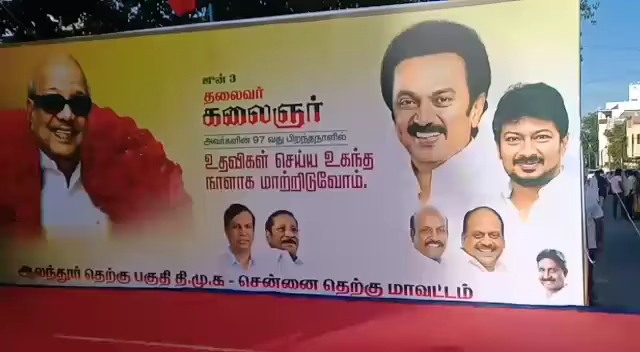 ஜுன் 3
தலைவர்
கலைஞர்
அவர்களின் 97 வது பிறந்தநாளில்
உதவிகள் செய்ய உகந்த
நாளாக மாற்றிடுவோம்.
ஆலந்தூர் தெற்கு பகுதி தி.மு.க - சென்னை தெற்கு மாவட்டம்